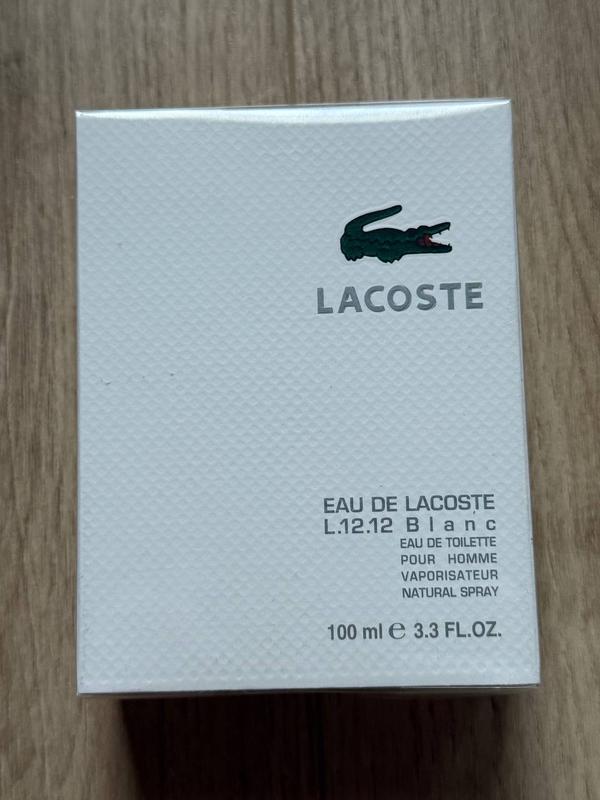 LACOSTE
EAU DE LACOSTE
L.12.12 Blanc
EAU DE TOILETTE
POUR HOMME
VAPORISATEUR
NATURAL SPRAY
100 ml ℮ 3.3 FL.OZ.